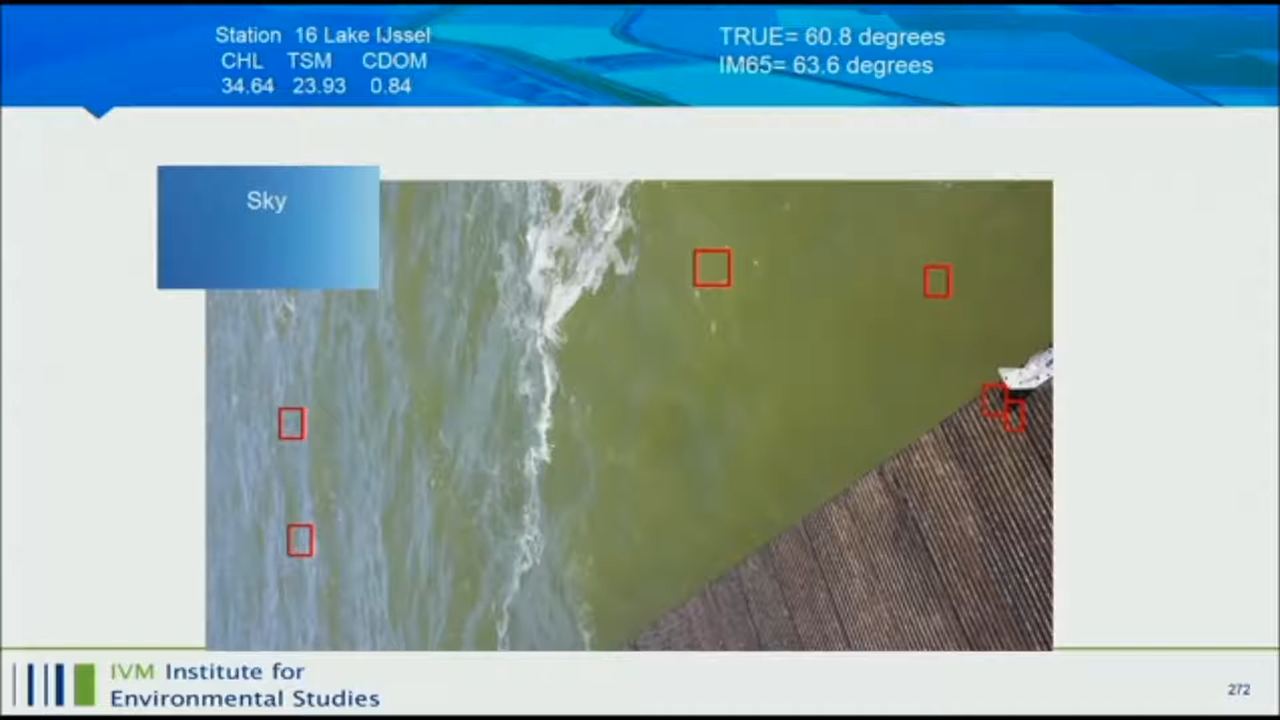 Station 16 Lake IJssel
CHL TSM CDOM
34.64 23.93 0.84
TRUE= 60.8 degrees
IM65= 63.6 degrees
Sky
IVM Institute for
Environmental Studies
272